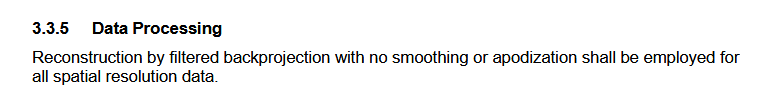 3.3.5 Data Processing
Reconstruction by filtered backprojection with no smoothing or apodization shall be employed for
all spatial resolution data.